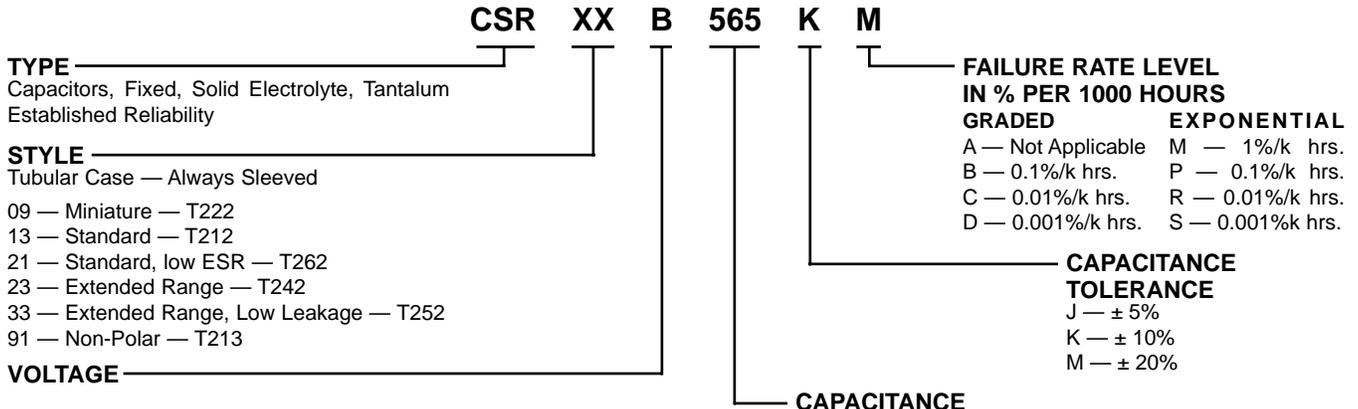 CSR XX B 565 K M
TYPE
Capacitors, Fixed, Solid Electrolyte, Tantalum
Established Reliability
STYLE
Tubular Case — Always Sleeved
09 — Miniature — T222
13 — Standard — T212
21 — Standard, low ESR — T262
23 — Extended Range — T242
33 — Extended Range, Low Leakage — T252
91 — Non-Polar — T213
VOLTAGE
FAILURE RATE LEVEL
IN % PER 1000 HOURS
GRADED EXPONENTIAL
A — Not Applicable M — 1%/k hrs.
B — 0.1%/k hrs. P — 0.1%/k hrs.
C — 0.01%/k hrs. R — 0.01%/k hrs.
D — 0.001%/k hrs. S — 0.001%k hrs.
CAPACITANCE
TOLERANCE
J — ± 5%
K — ± 10%
M — ± 20%
CAPACITANCE